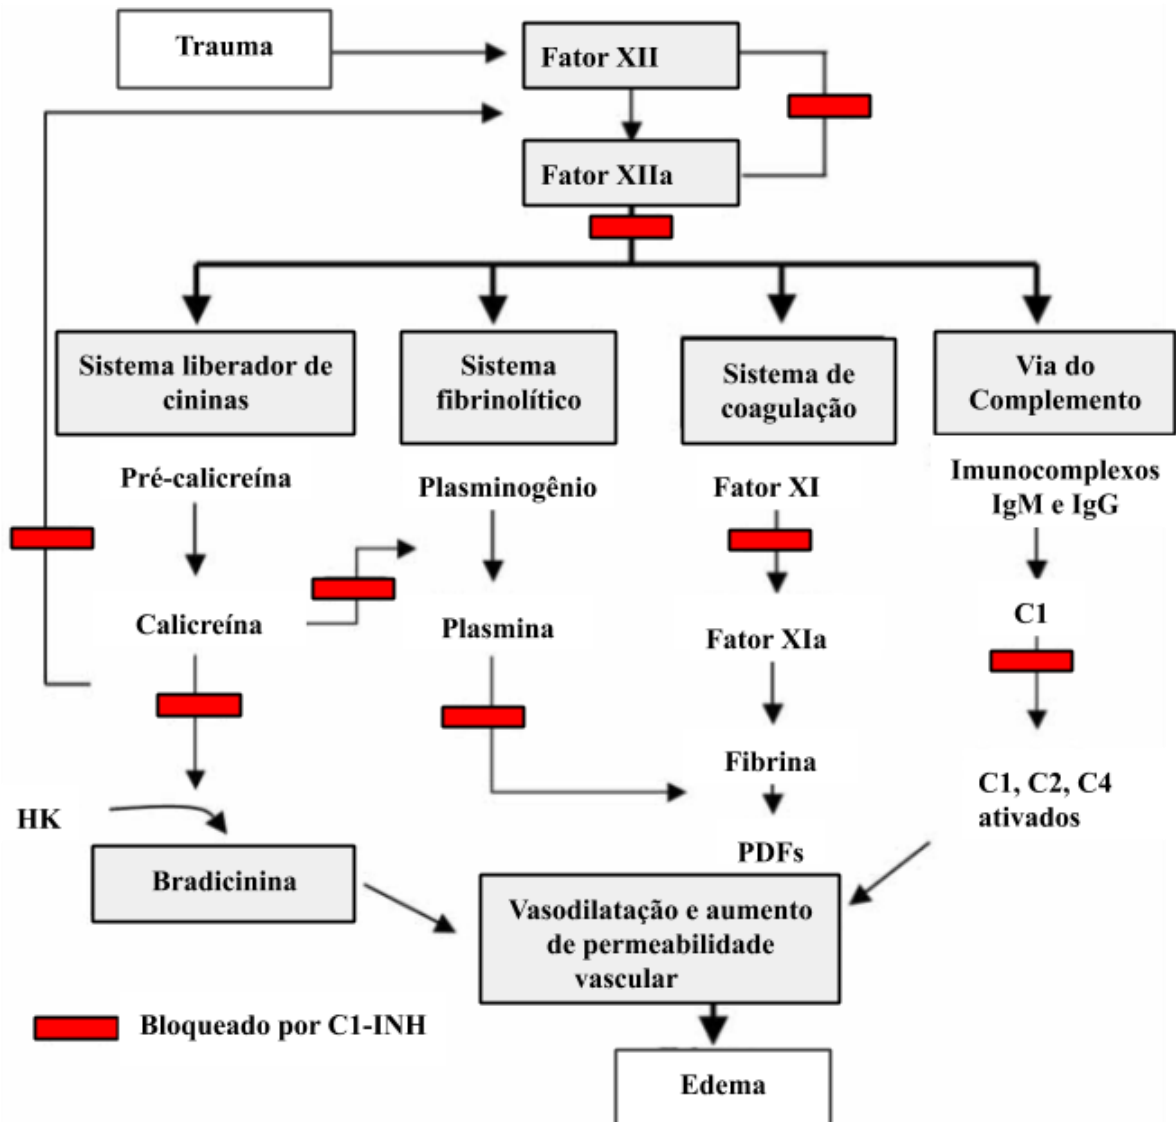 Trauma
Fator XII
Fator XIIa
Sistema liberador de
cininas
Sistema
fibrinolítico
Sistema de
coagulação
Via do
Complemento
Pré-calicreína
Plasminogênio
Fator XI
Imunocomplexos
IgM e IgG
Calicreína
Plasmina
Fator XIa
C1
HK
Bradicinina
Fibrina
PDFs
C1, C2, C4
ativados
Vasodilatação e aumento
de permeabilidade
vascular
Bloqueado por C1-INH
Edema